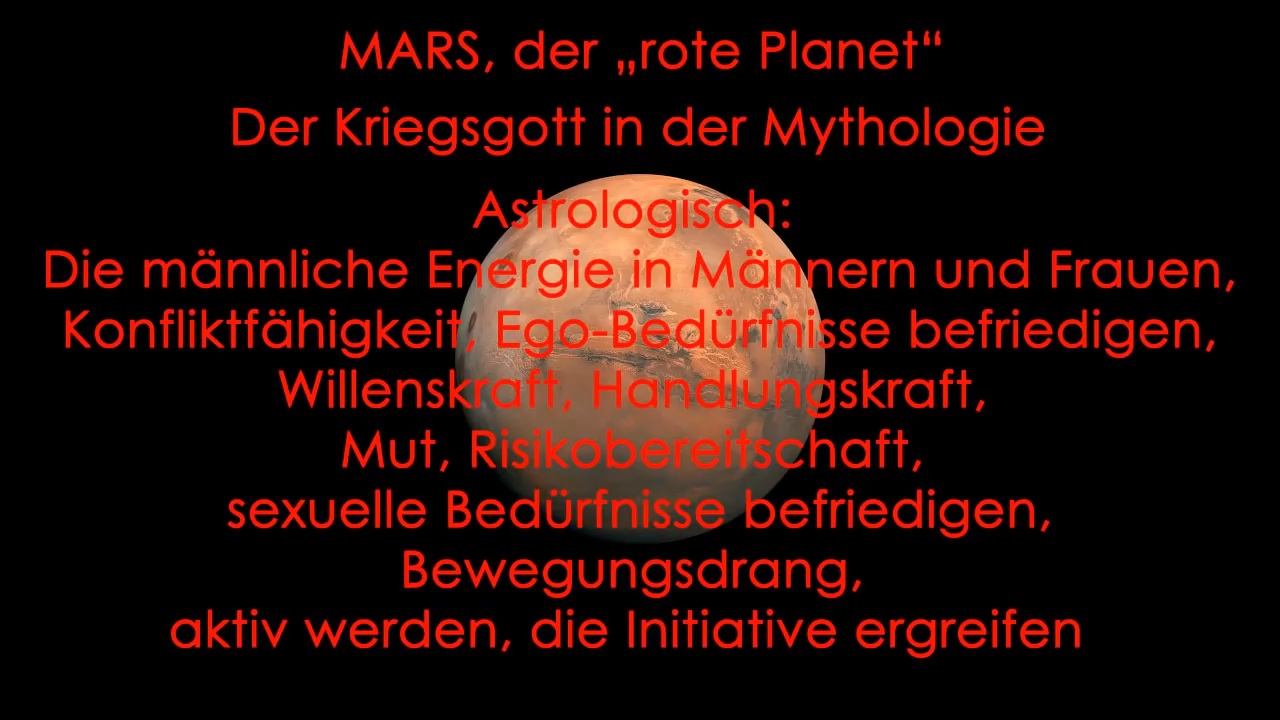 MARS, der „rote Planet“
Der Kriegsgott in der Mythologie
Astrologisch:
Die männliche Energie in Männern und Frauen,
Konfliktfähigkeit, Ego-Bedürfnisse befriedigen,
Willenskraft, Handlungskraft,
Mut, Risikobereitschaft,
sexuelle Bedürfnisse befriedigen,
Bewegungsdrang,
aktiv werden, die Initiative ergreifen